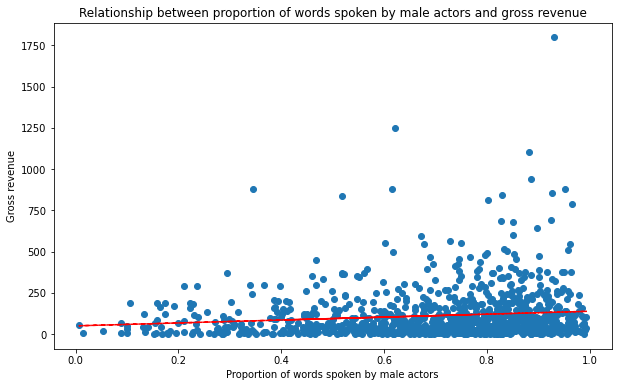 Relationship between proportion of words spoken by male actors and gross revenue
1750
1500
1250
1000
750
500
250
0
Gross revenue
0.0 0.2 0.4 0.6 0.8 1.0
Proportion of words spoken by male actors